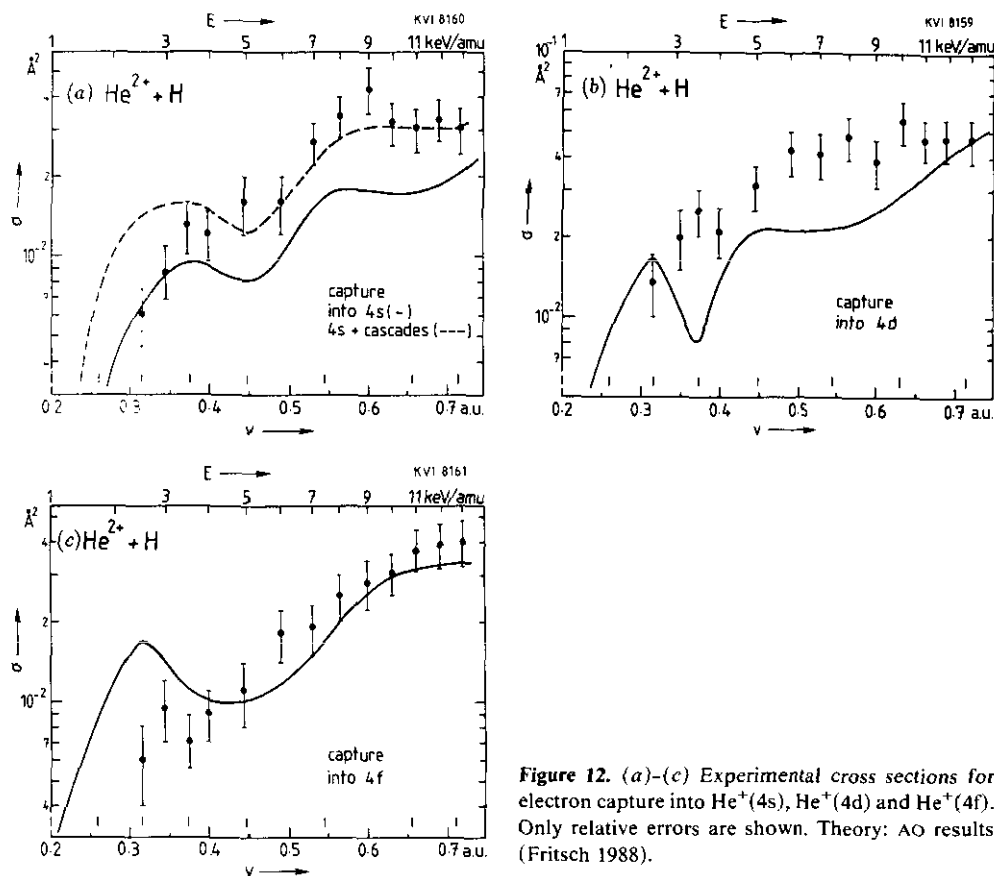 E → KVI 8160
1 3 5 7 9 11 keV/amu
Å²
(a) He²⁺ + H
4
2
σ →
10⁻²
7
4
capture
into 4s(-)
4s + cascades (---)
0.2 0.3 0.4 0.5 0.6 0.7 a.u.
v →
E → KVI 8159
1 3 5 7 9 11 keV/amu
10⁻¹
Å²
(b) He²⁺ + H
7
4
2
σ →
10⁻²
7
capture
into 4d
0.2 0.3 0.4 0.5 0.6 0.7 a.u.
v →
E → KVI 8161
1 3 5 7 9 11 keV/amu
Å²
(c) He²⁺ + H
4
2
σ →
10⁻²
7
4
capture
into 4f
0.2 0.3 0.4 0.5 0.6 0.7 a.u.
v →
Figure 12. (a)-(c) Experimental cross sections for
electron capture into He⁺(4s), He⁺(4d) and He⁺(4f).
Only relative errors are shown. Theory: AO results
(Fritsch 1988).